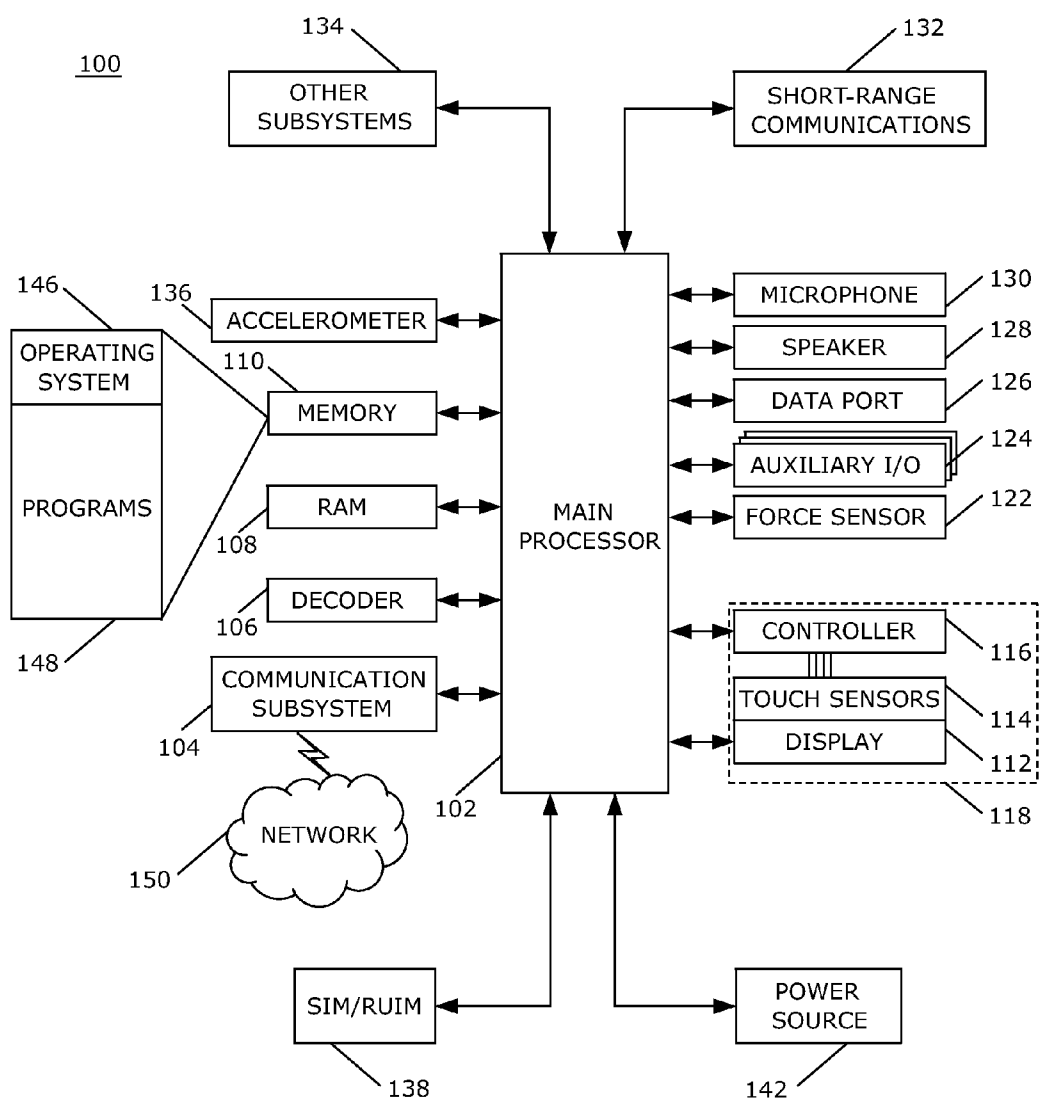 134
132
100
OTHER
SUBSYSTEMS
SHORT-RANGE
COMMUNICATIONS
146
136
ACCELEROMETER
MICROPHONE
130
OPERATING
SYSTEM
110
SPEAKER
128
MEMORY
DATA PORT
126
AUXILIARY I/O
124
PROGRAMS
RAM
108
MAIN
PROCESSOR
FORCE SENSOR
122
DECODER
106
CONTROLLER
116
148
COMMUNICATION
SUBSYSTEM
104
TOUCH SENSORS
114
DISPLAY
112
102
118
NETWORK
150
SIM/RUIM
138
POWER
SOURCE
142